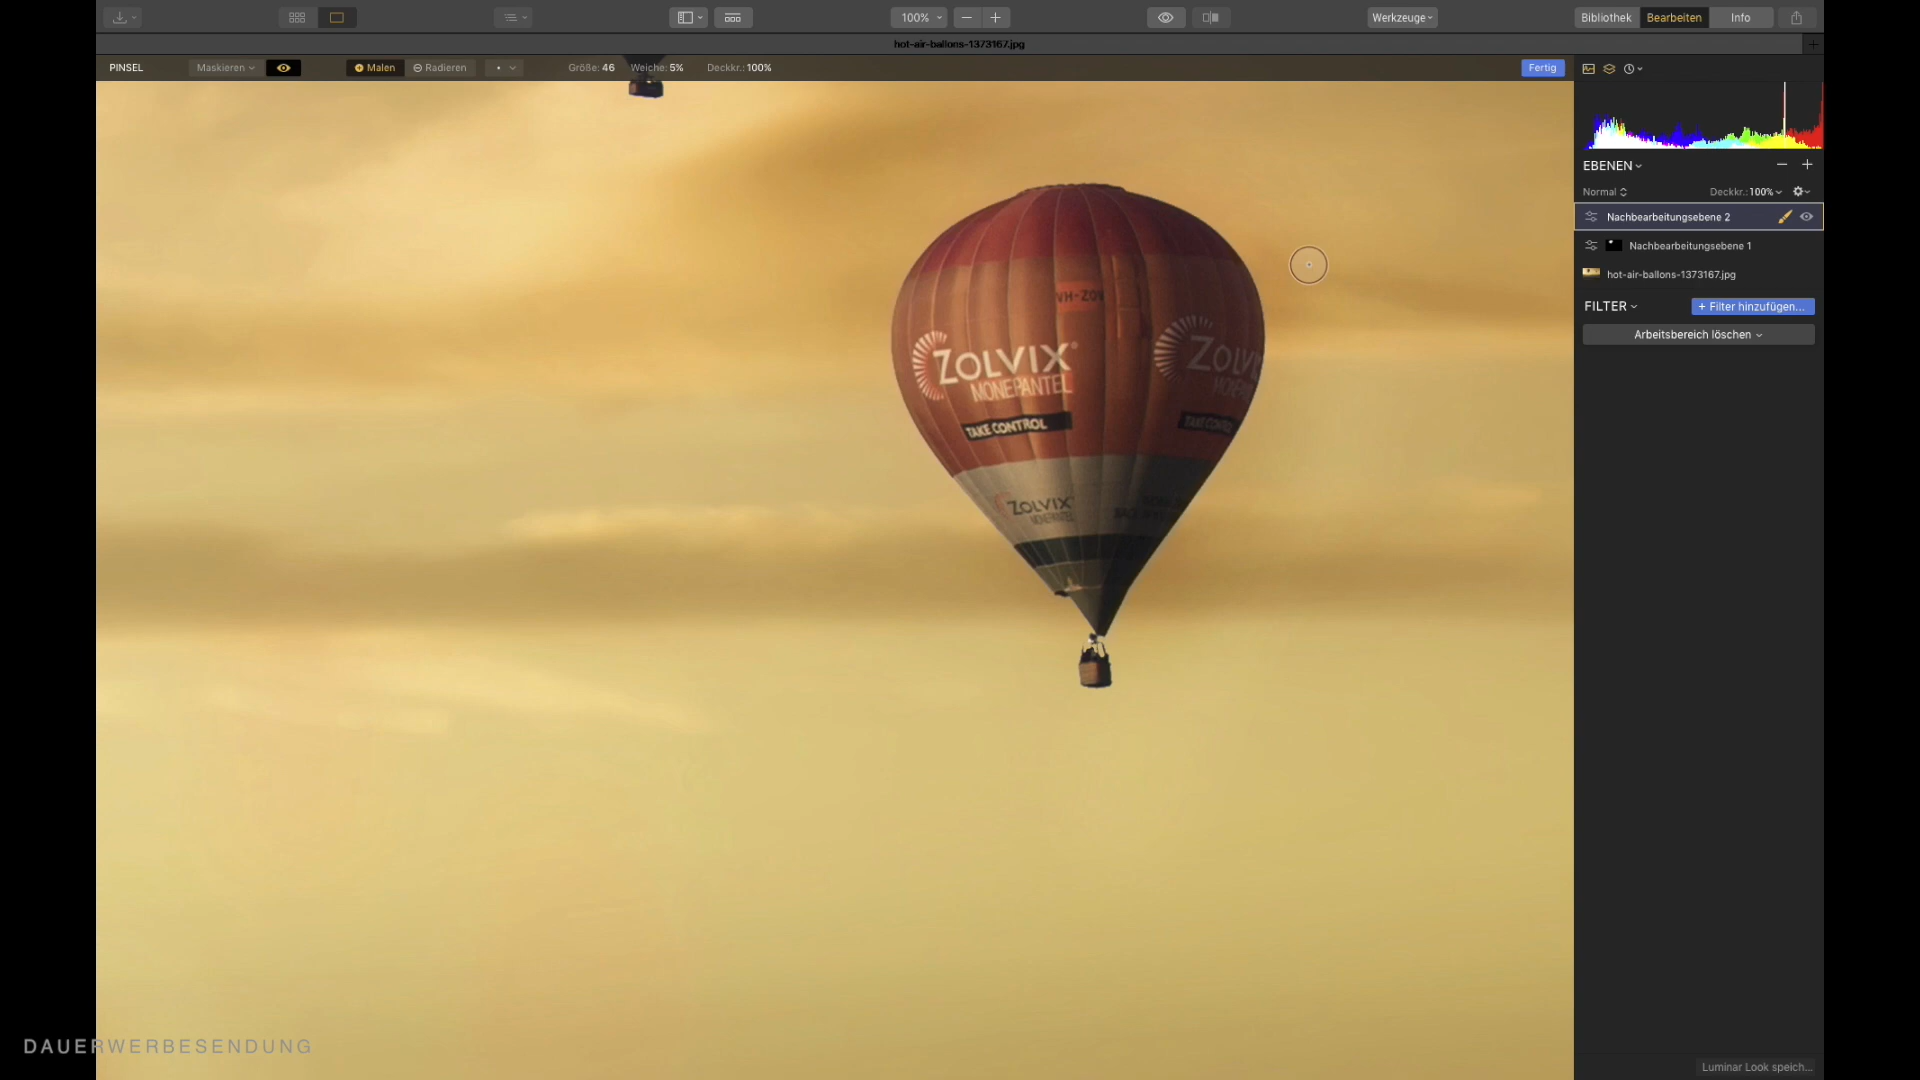 100%
Werkzeuge
Bibliothek Bearbeiten Info
hot-air-ballons-1373167.jpg
PINSEL Maskieren Malen Radieren Größe: 46 Weiche: 5% Deckkr.: 100% Fertig
EBENEN
Normal Deckkr.: 100%
Nachbearbeitungsebene 2
Nachbearbeitungsebene 1
hot-air-ballons-1373167.jpg
FILTER + Filter hinzufügen...
Arbeitsbereich löschen
ZOLVIX
MONEPANTEL
TAKE CONTROL
ZOLVIX
MONEPANTEL
DAUERWERBESENDUNG
Luminar Look speich...